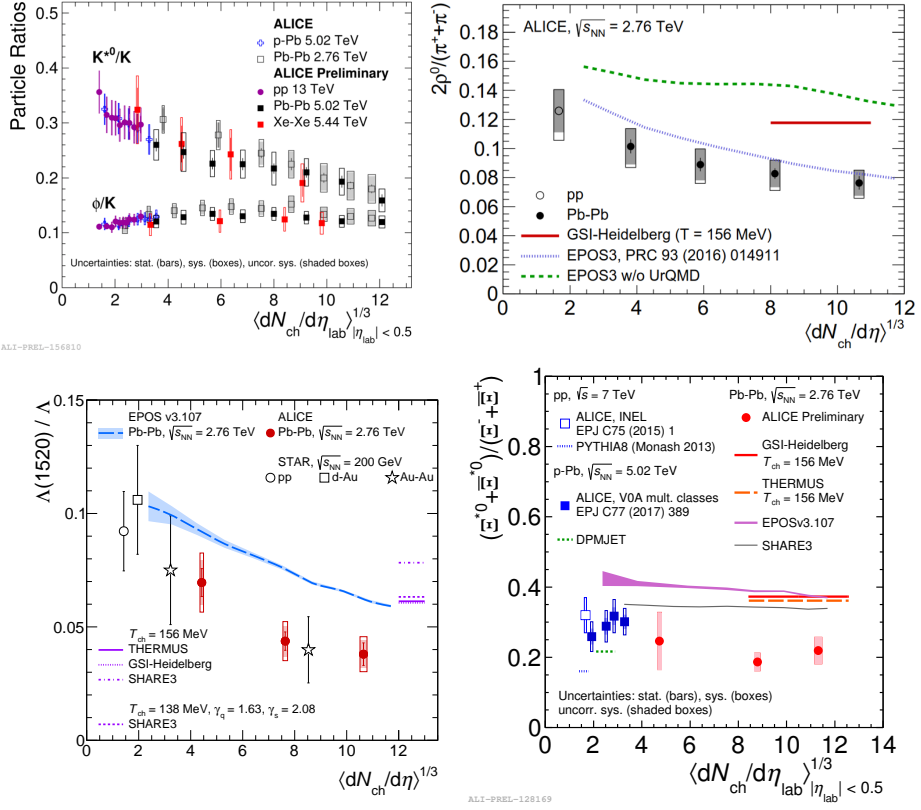 Particle Ratios
0.5
0.4
0.3
0.2
0.1
0
K*0/K
ϕ/K
ALICE
p-Pb 5.02 TeV
Pb-Pb 2.76 TeV
ALICE Preliminary
pp 13 TeV
Pb-Pb 5.02 TeV
Xe-Xe 5.44 TeV
Uncertainties: stat. (bars), sys. (boxes), uncor. sys. (shaded boxes)
0 2 4 6 8 10 12
⟨dNch/dηlab⟩1/3 |ηlab| < 0.5
ALI-PREL-156810
2ρ0/(π++π-)
0.2
0.18
0.16
0.14
0.12
0.1
0.08
0.06
0.04
0.02
0
ALICE, √sNN = 2.76 TeV
pp
Pb-Pb
GSI-Heidelberg (T = 156 MeV)
EPOS3, PRC 93 (2016) 014911
EPOS3 w/o UrQMD
0 2 4 6 8 10 12
⟨dNch/dη⟩1/3
Λ(1520) / Λ
0.15
0.1
0.05
0
EPOS v3.107
Pb-Pb, √sNN = 2.76 TeV
ALICE
Pb-Pb, √sNN = 2.76 TeV
STAR, √sNN = 200 GeV
pp d-Au Au-Au
Tch = 156 MeV
THERMUS
GSI-Heidelberg
SHARE3
Tch = 138 MeV, γq = 1.63, γs = 2.08
SHARE3
0 2 4 6 8 10 12
⟨dNch/dη⟩1/3
(Ξ*0+Ξ̅*0)/(Ξ-+Ξ̅+)
1
0.8
0.6
0.4
0.2
0
pp, √s = 7 TeV
ALICE, INEL
EPJ C75 (2015) 1
PYTHIA8 (Monash 2013)
p-Pb, √sNN = 5.02 TeV
ALICE, V0A mult. classes
EPJ C77 (2017) 389
DPMJET
Pb-Pb, √sNN = 2.76 TeV
ALICE Preliminary
GSI-Heidelberg
Tch = 156 MeV
THERMUS
Tch = 156 MeV
EPOSv3.107
SHARE3
Uncertainties: stat. (bars), sys. (boxes)
uncorr. sys. (shaded boxes)
0 2 4 6 8 10 12 14
⟨dNch/dηlab⟩1/3 |ηlab| < 0.5
ALI-PREL-128169